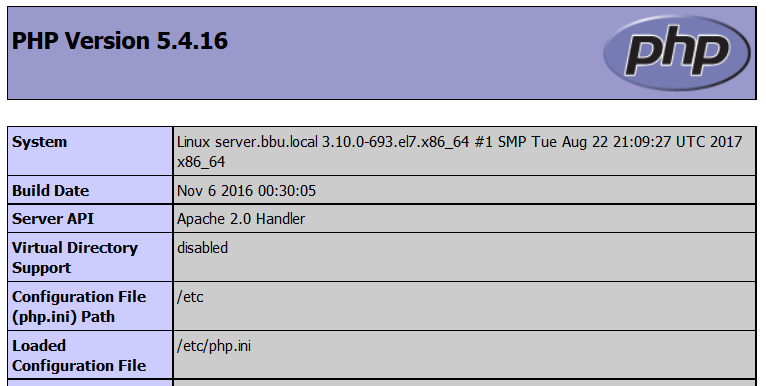 PHP Version 5.4.16
php
System
Linux server.bbu.local 3.10.0-693.el7.x86_64 #1 SMP Tue Aug 22 21:09:27 UTC 2017
x86_64
Build Date
Nov 6 2016 00:30:05
Server API
Apache 2.0 Handler
Virtual Directory
Support
disabled
Configuration File
(php.ini) Path
/etc
Loaded
Configuration File
/etc/php.ini